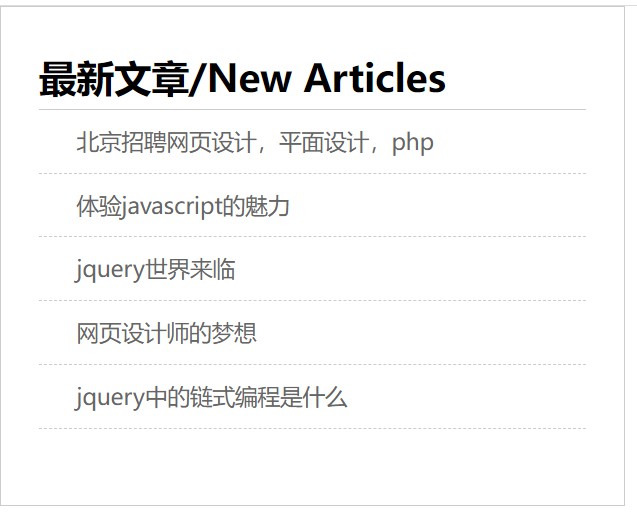 最新文章/New Articles
北京招聘网页设计，平面设计，php
体验javascript的魅力
jquery世界来临
网页设计师的梦想
jquery中的链式编程是什么